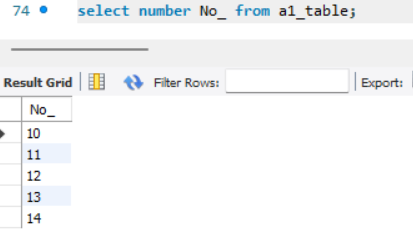 74 select number No_ from a1_table;
Result Grid Filter Rows: Export:
No_
10
11
12
13
14